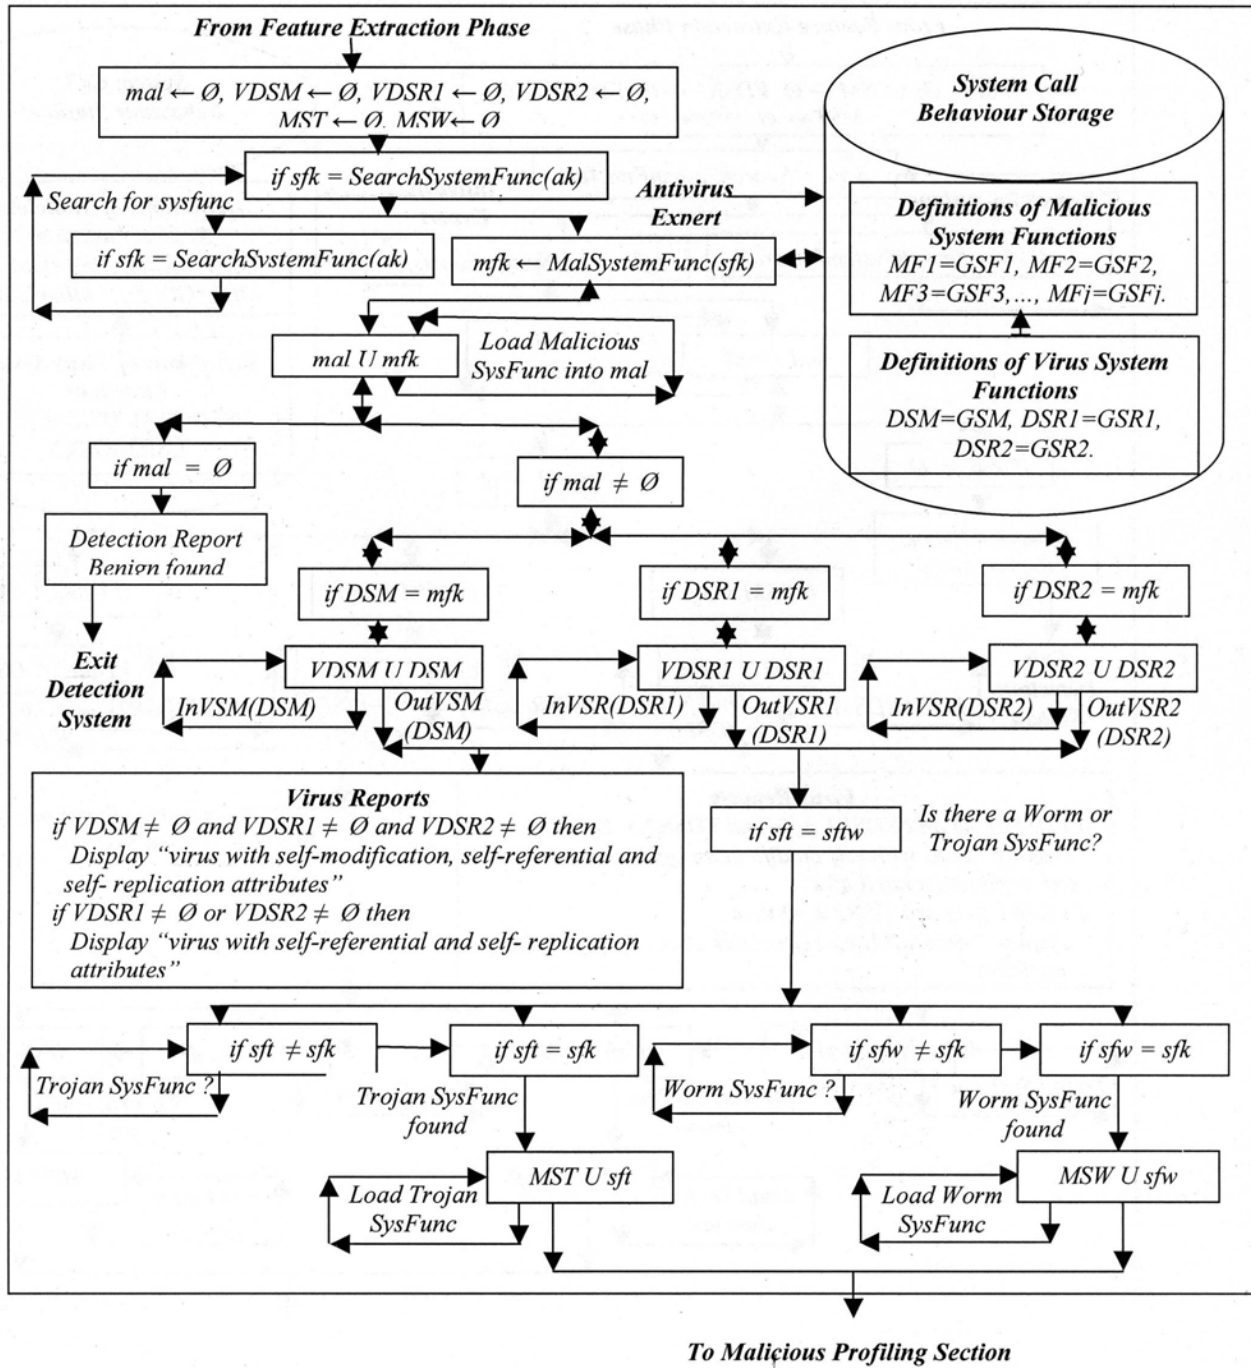 From Feature Extraction Phase
mal ← Ø, VDSM ← Ø, VDSR1 ← Ø, VDSR2 ← Ø,
MST ← Ø. MSW← Ø
System Call
Behaviour Storage
if sfk = SearchSystemFunc(ak)
Search for sysfunc
Antivirus
Expert
if sfk = SearchSystemFunc(ak)
mfk ← MalSystemFunc(sfk)
Definitions of Malicious
System Functions
MF1=GSF1, MF2=GSF2,
MF3=GSF3,..., MFj=GSFj.
mal U mfk
Load Malicious
SysFunc into mal
Definitions of Virus System
Functions
DSM=GSM, DSR1=GSR1,
DSR2=GSR2.
if mal = Ø
if mal ≠ Ø
Detection Report
Benign found
Exit
Detection
System
if DSM = mfk
if DSR1 = mfk
if DSR2 = mfk
VDSM U DSM
VDSR1 U DSR1
VDSR2 U DSR2
InVSM(DSM)
OutVSM
(DSM)
InVSR(DSR1)
OutVSR1
(DSR1)
InVSR(DSR2)
OutVSR2
(DSR2)
Virus Reports
if VDSM ≠ Ø and VDSR1 ≠ Ø and VDSR2 ≠ Ø then
Display “virus with self-modification, self-referential and
self- replication attributes”
if VDSR1 ≠ Ø or VDSR2 ≠ Ø then
Display “virus with self-referential and self- replication
attributes”
if sft = sftw
Is there a Worm or
Trojan SysFunc?
if sft ≠ sfk
if sft = sfk
if sfw ≠ sfk
if sfw = sfk
Trojan SysFunc ?
Trojan SysFunc
found
Worm SysFunc ?
Worm SysFunc
found
MST U sft
MSW U sfw
Load Trojan
SysFunc
Load Worm
SysFunc
To Malicious Profiling Section